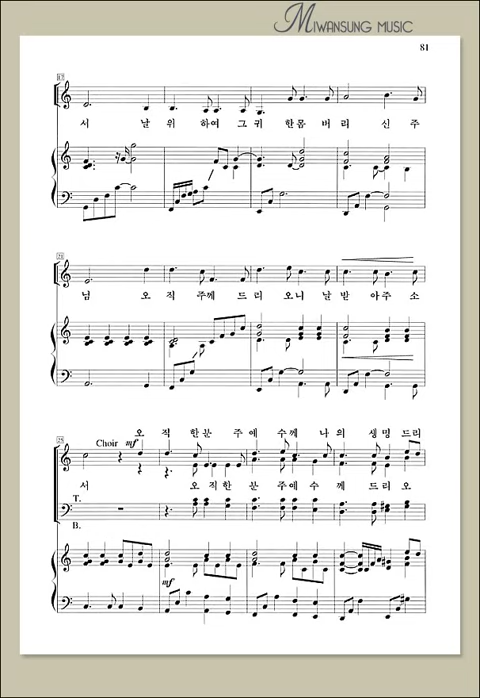 MIWANSUNG MUSIC
81
17
서 날 위 하여 그 귀 한몸 버 리 신 주
21
님 오 직 주께 드 리 오니 날 받 아주 소
25
오 직 한분 주 예 수께 나 의 생명 드리
Choir mf
서 오 직한 분 주예 수 께 드리 오
T.
B.
mf